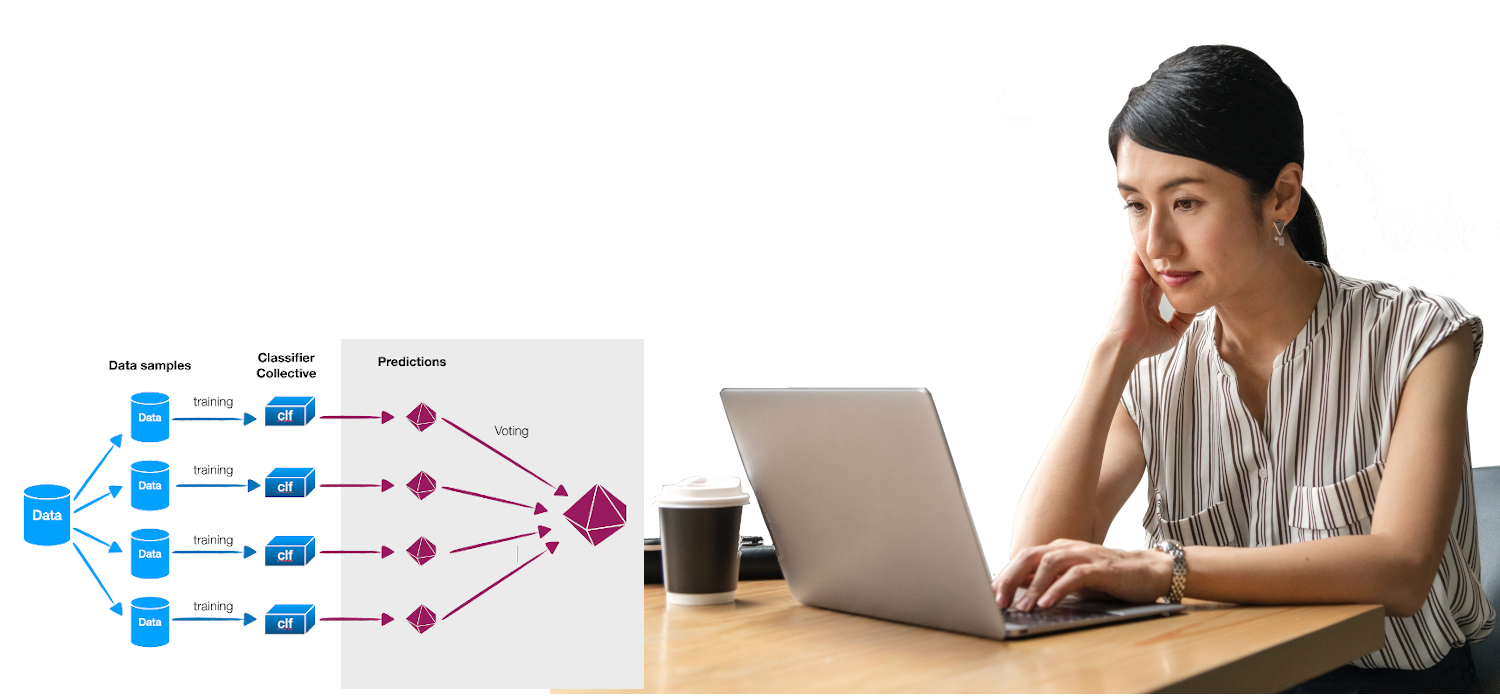 Data samples
Classifier
Collective
Predictions
Data
training
clf
Voting
Data
training
clf
Data
Data
training
clf
Data
training
clf